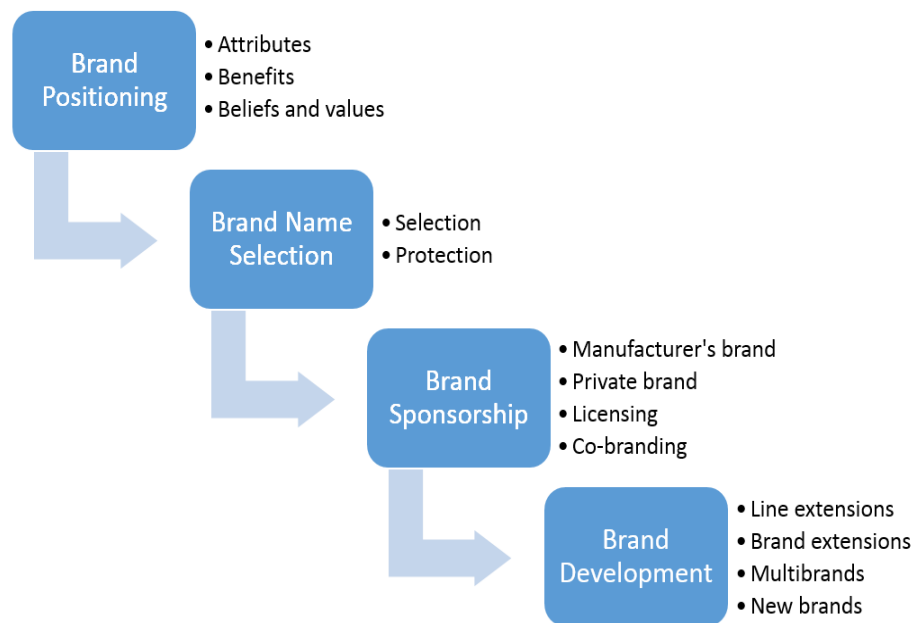 Brand
Positioning
• Attributes
• Benefits
• Beliefs and values
Brand Name
Selection
• Selection
• Protection
Brand
Sponsorship
• Manufacturer's brand
• Private brand
• Licensing
• Co-branding
Brand
Development
• Line extensions
• Brand extensions
• Multibrands
• New brands